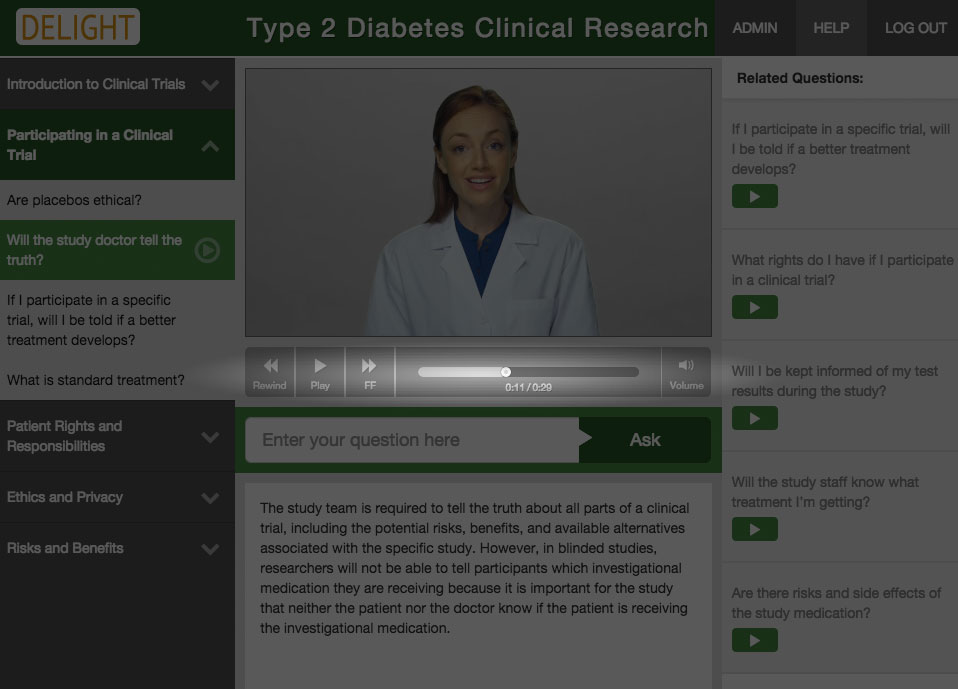 DELIGHT
Type 2 Diabetes Clinical Research
ADMIN
HELP
LOG OUT
Introduction to Clinical Trials
Participating in a Clinical
Trial
Are placebos ethical?
Will the study doctor tell the
truth?
If I participate in a specific
trial, will I be told if a better
treatment develops?
What is standard treatment?
Patient Rights and
Responsibilities
Ethics and Privacy
Risks and Benefits
Rewind
Play
FF
0:11 / 0:29
Volume
Enter your question here
Ask
The study team is required to tell the truth about all parts of a clinical
trial, including the potential risks, benefits, and available alternatives
associated with the specific study. However, in blinded studies,
researchers will not be able to tell participants which investigational
medication they are receiving because it is important for the study
that neither the patient nor the doctor know if the patient is receiving
the investigational medication.
Related Questions:
If I participate in a specific trial, will
I be told if a better treatment
develops?
What rights do I have if I participate
in a clinical trial?
Will I be kept informed of my test
results during the study?
Will the study staff know what
treatment I'm getting?
Are there risks and side effects of
the study medication?